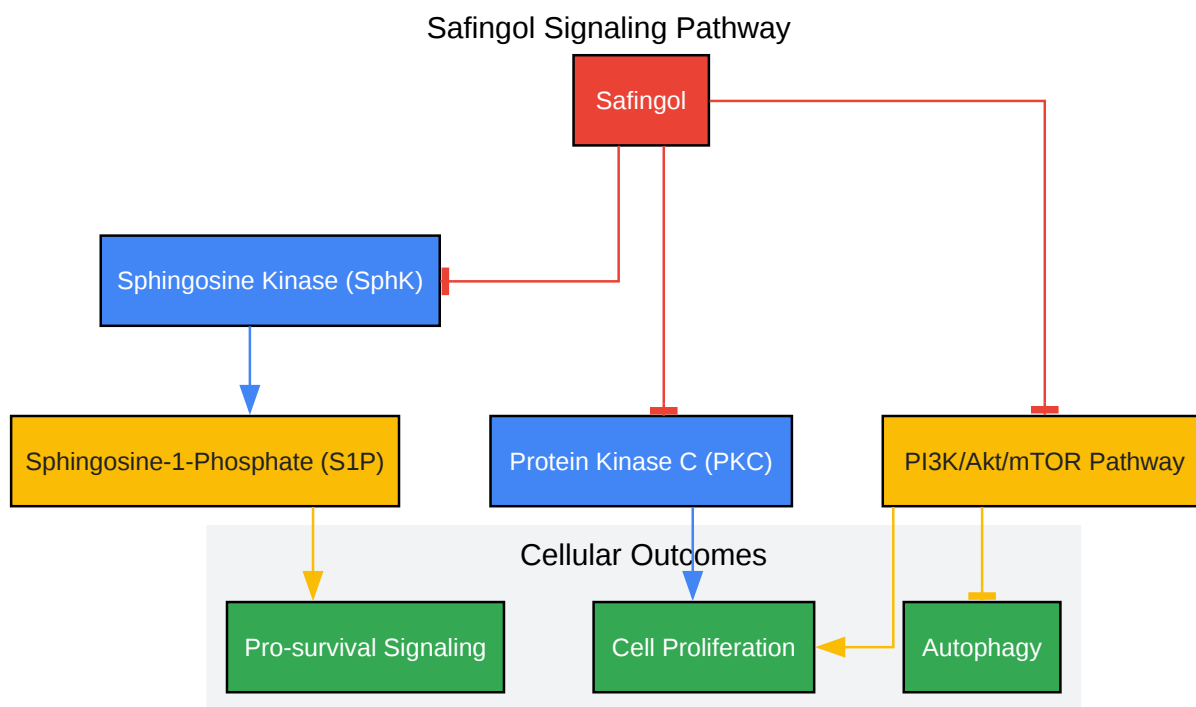 Safingol Signaling Pathway
Safingol
Sphingosine Kinase (SphK)
Sphingosine-1-Phosphate (S1P)
Protein Kinase C (PKC)
PI3K/Akt/mTOR Pathway
Cellular Outcomes
Pro-survival Signaling
Cell Proliferation
Autophagy